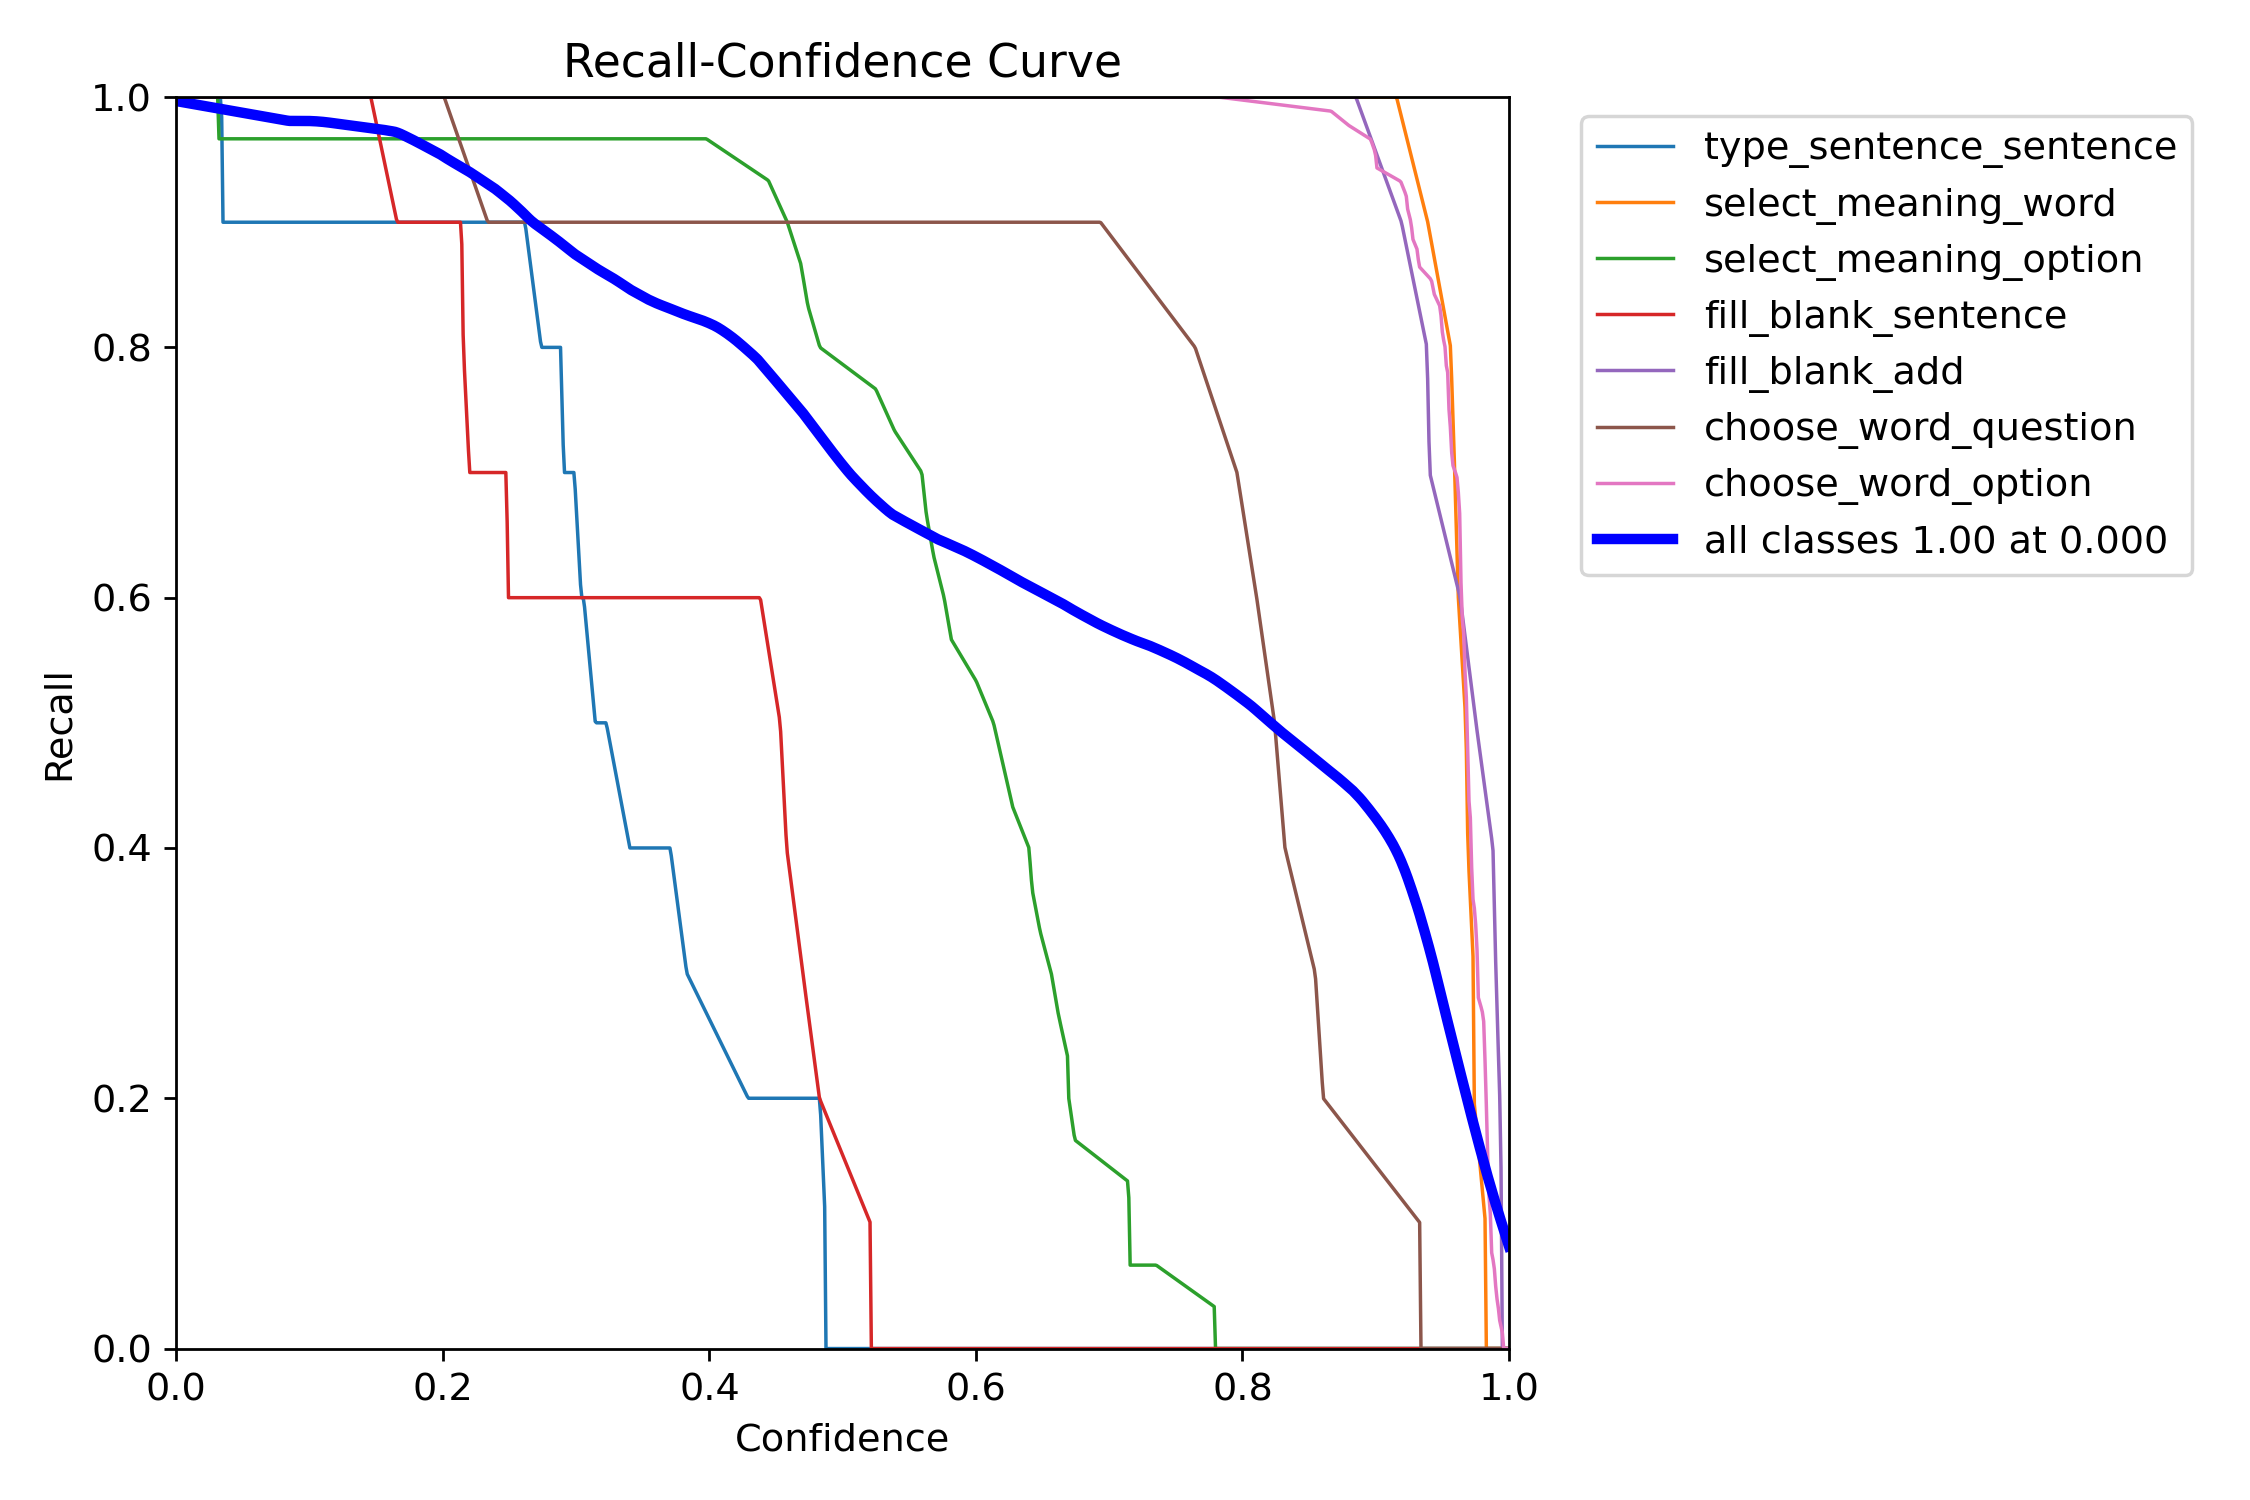 Recall-Confidence Curve
1.0
0.8
0.6
0.4
0.2
0.0
Recall
0.0 0.2 0.4 0.6 0.8 1.0
Confidence
type_sentence_sentence
select_meaning_word
select_meaning_option
fill_blank_sentence
fill_blank_add
choose_word_question
choose_word_option
all classes 1.00 at 0.000